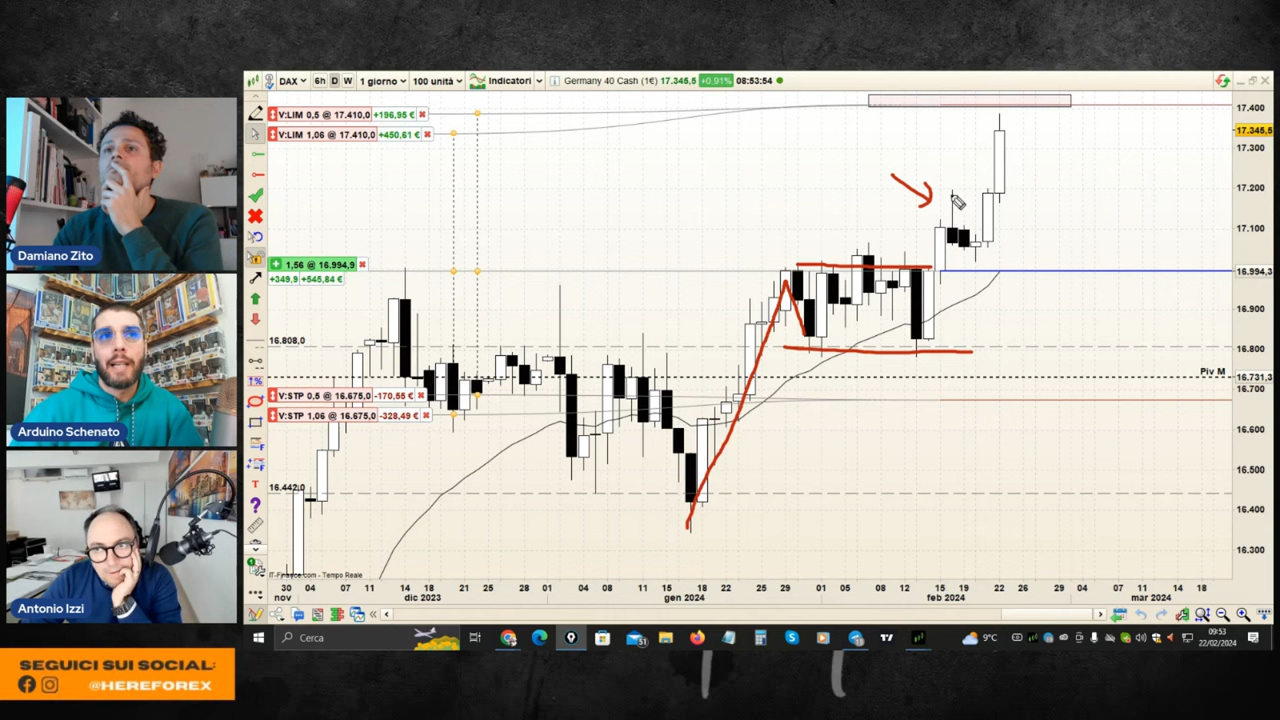 DAX 6h D W 1 giorno 100 unità Indicatori Germany 40 Cash (1€) 17.345,5 +0.91% 08:53:54
V:LIM 0,5 @ 17.410,0 +196,95 €
V:LIM 1,06 @ 17.410,0 +450,61 €
1,56 @ 16.994,9
+349,9 +545,84 €
V:STP 0,5 @ 16.675,0 -170,55 €
V:STP 1,06 @ 16.675,0 -328,49 €
16.808,0
16.442,0
Piv M
17.400
17.345,5
17.300
17.200
17.100
16.994,3
16.900
16.800
16.731,3
16.700
16.600
16.500
16.400
16.300
IT-Finance.com - Tempo Reale
30 04 07 11 14 18 21 25 28 01 04 08 11 15 18 22 25 29 01 05 08 12 15 19 22 26 29 04 07 11 14 18
nov dic 2023 gen 2024 feb 2024 mar 2024
Cerca
51
9°C
09:53
22/02/2024
Damiano Zito
Arduino Schenato
Antonio Izzi
SEGUICI SUI SOCIAL:
@HEREFOREX